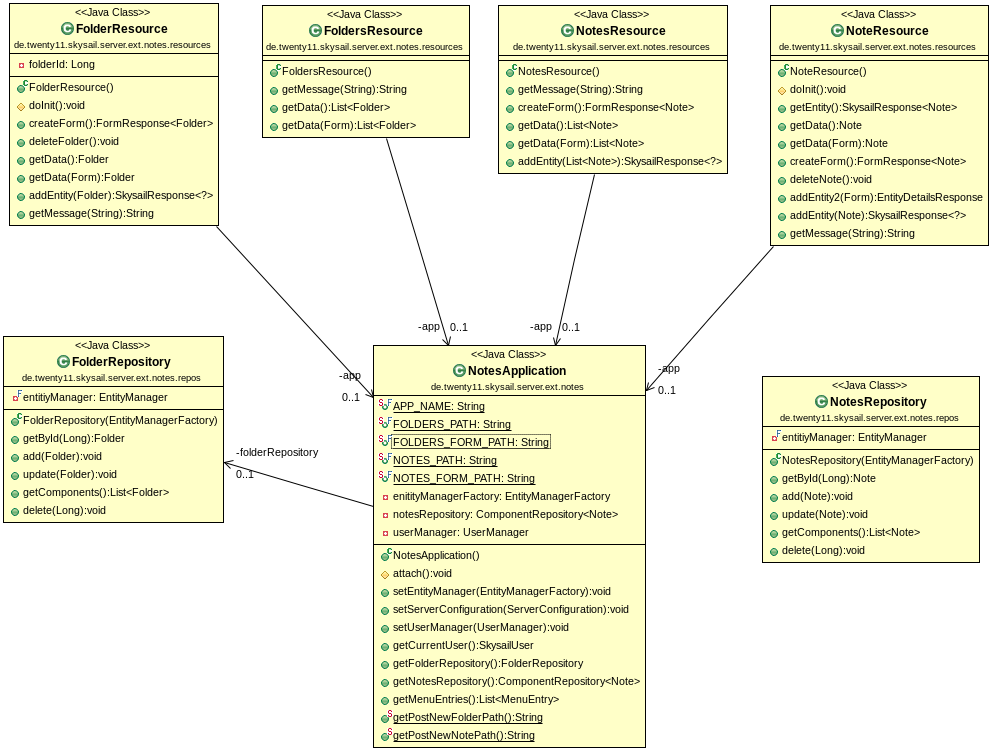 <<Java Class>>
FolderResource
de.twenty11.skysail.server.ext.notes.resources
folderId: Long
FolderResource()
doInit():void
createForm():FormResponse<Folder>
deleteFolder():void
getData():Folder
getData(Form):Folder
addEntity(Folder):SkysailResponse<?>
getMessage(String):String
<<Java Class>>
FoldersResource
de.twenty11.skysail.server.ext.notes.resources
FoldersResource()
getMessage(String):String
getData():List<Folder>
getData(Form):List<Folder>
<<Java Class>>
NotesResource
de.twenty11.skysail.server.ext.notes.resources
NotesResource()
getMessage(String):String
createForm():FormResponse<Note>
getData():List<Note>
getData(Form):List<Note>
addEntity(List<Note>):SkysailResponse<?>
<<Java Class>>
NoteResource
de.twenty11.skysail.server.ext.notes.resources
NoteResource()
doInit():void
getEntity():SkysailResponse<Note>
getData():Note
getData(Form):Note
createForm():FormResponse<Note>
deleteNote():void
addEntity2(Form):EntityDetailsResponse
addEntity(Note):SkysailResponse<?>
getMessage(String):String
-app
0..1
-app
0..1
-app
0..1
-app
0..1
<<Java Class>>
FolderRepository
de.twenty11.skysail.server.ext.notes.repos
entitiyManager: EntityManager
FolderRepository(EntityManagerFactory)
getById(Long):Folder
add(Folder):void
update(Folder):void
getComponents():List<Folder>
delete(Long):void
-folderRepository
0..1
<<Java Class>>
NotesApplication
de.twenty11.skysail.server.ext.notes
APP_NAME: String
FOLDERS_PATH: String
FOLDERS_FORM_PATH: String
NOTES_PATH: String
NOTES_FORM_PATH: String
enitityManagerFactory: EntityManagerFactory
notesRepository: ComponentRepository<Note>
userManager: UserManager
NotesApplication()
attach():void
setEntityManager(EntityManagerFactory):void
setServerConfiguration(ServerConfiguration):void
setUserManager(UserManager):void
getCurrentUser():SkysailUser
getFolderRepository():FolderRepository
getNotesRepository():ComponentRepository<Note>
getMenuEntries():List<MenuEntry>
getPostNewFolderPath():String
getPostNewNotePath():String
<<Java Class>>
NotesRepository
de.twenty11.skysail.server.ext.notes.repos
entitiyManager: EntityManager
NotesRepository(EntityManagerFactory)
getById(Long):Note
add(Note):void
update(Note):void
getComponents():List<Note>
delete(Long):void